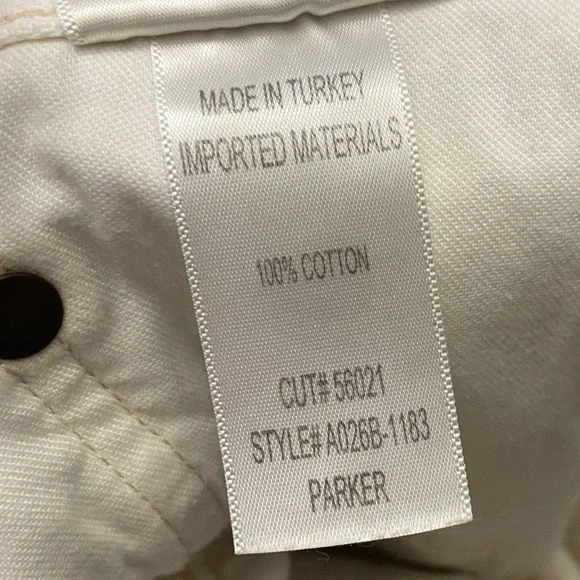 MADE IN TURKEY
IMPORTED MATERIALS
100% COTTON
CUT# 56021
STYLE# A026B-1183
PARKER